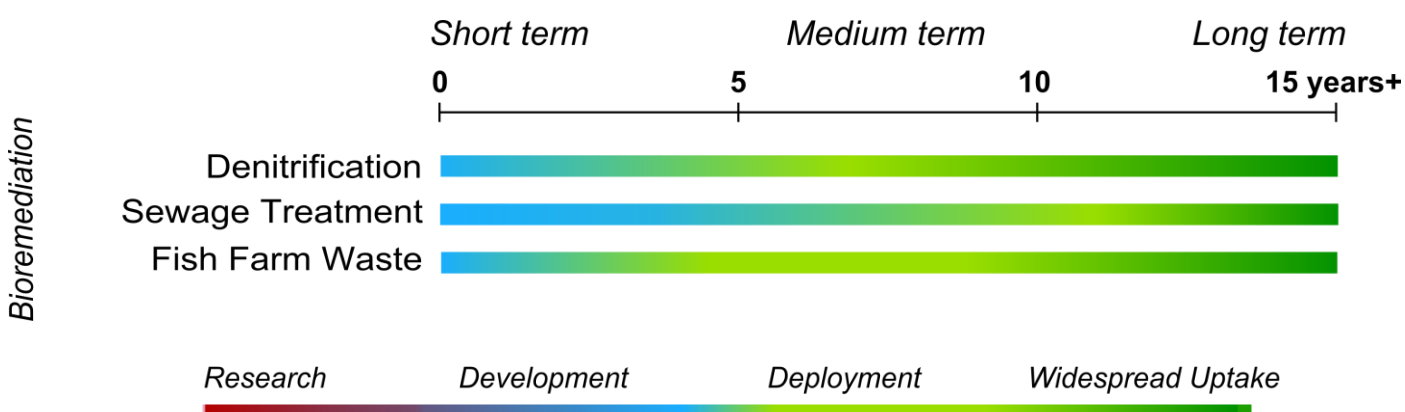 Short term Medium term Long term
0 5 10 15 years+
Bioremediation
Denitrification
Sewage Treatment
Fish Farm Waste
Research Development Deployment Widespread Uptake